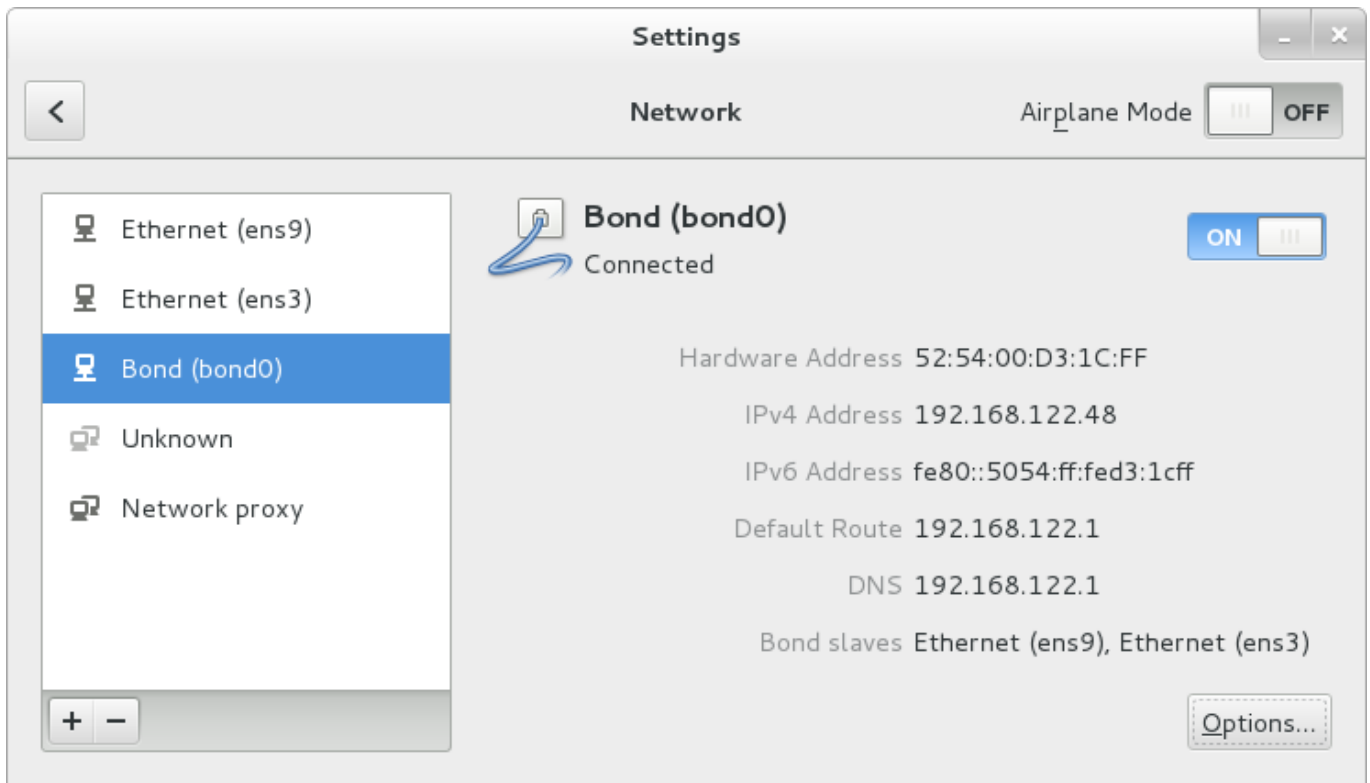 Settings
Network
Airplane Mode OFF
Ethernet (ens9)
Ethernet (ens3)
Bond (bond0)
Unknown
Network proxy
Bond (bond0)
ON
Connected
Hardware Address 52:54:00:D3:1C:FF
IPv4 Address 192.168.122.48
IPv6 Address fe80::5054:ff:fed3:1cff
Default Route 192.168.122.1
DNS 192.168.122.1
Bond slaves Ethernet (ens9), Ethernet (ens3)
Options...